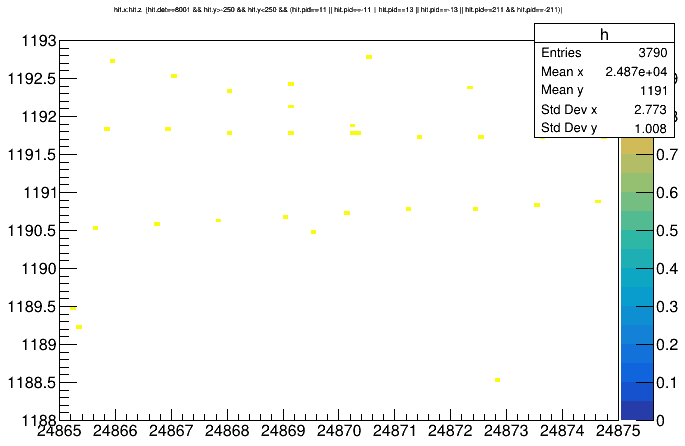 hit.x:hit.z {hit.det==8001 && hit.y>-250 && hit.y<250 && (hit.pid==11 || hit.pid==-11 || hit.pid==13 || hit.pid==-13 || hit.pid==211 && hit.pid==-211)}
h
Entries 3790
Mean x 2.487e+04
Mean y 1191
Std Dev x 2.773
Std Dev y 1.008
1193
1192.5
1192
1191.5
1191
1190.5
1190
1189.5
1189
1188.5
1188
24865 24866 24867 24868 24869 24870 24871 24872 24873 24874 24875
0.7
0.6
0.5
0.4
0.3
0.2
0.1
0